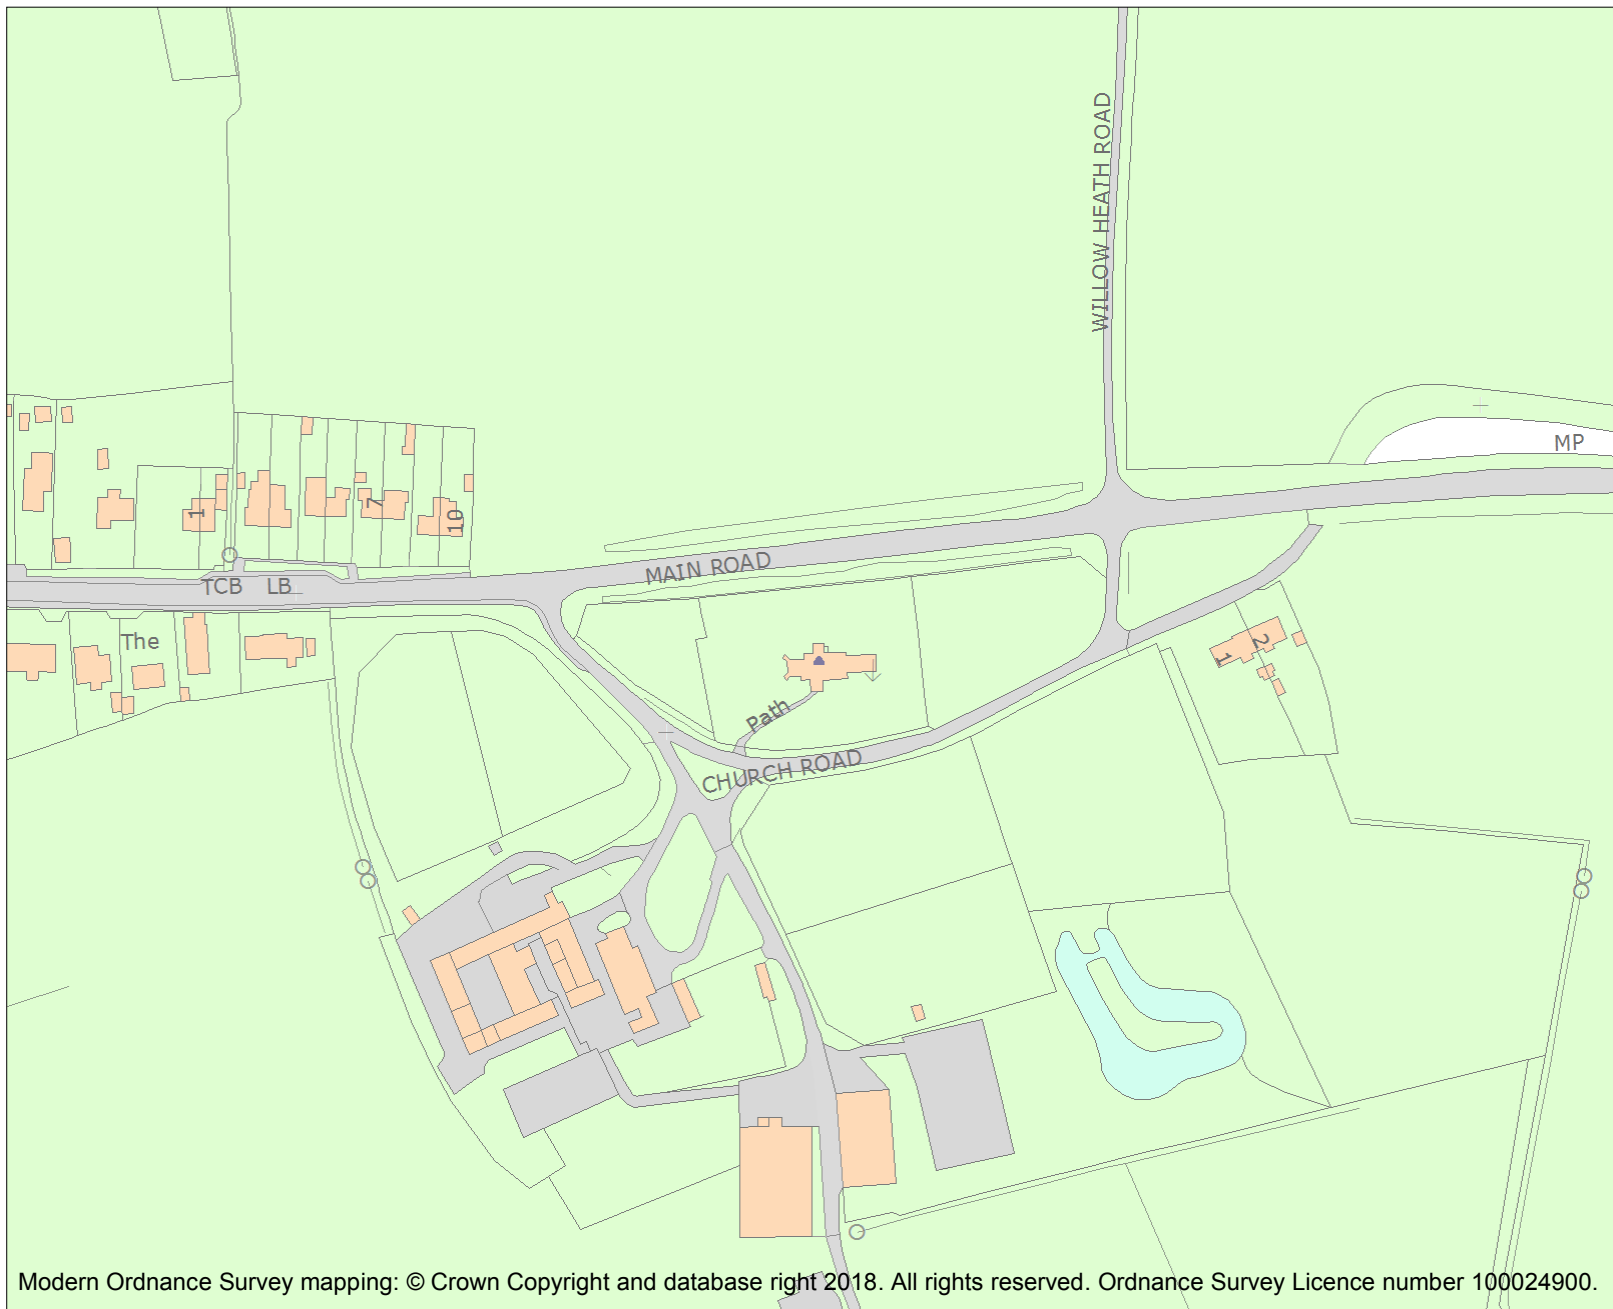 WILLOW HEATH ROAD
MP
1
7
10
MAIN ROAD
TCB
LB
The
2
1
Path
CHURCH ROAD
Modern Ordnance Survey mapping: © Crown Copyright and database right 2018. All rights reserved. Ordnance Survey Licence number 100024900.